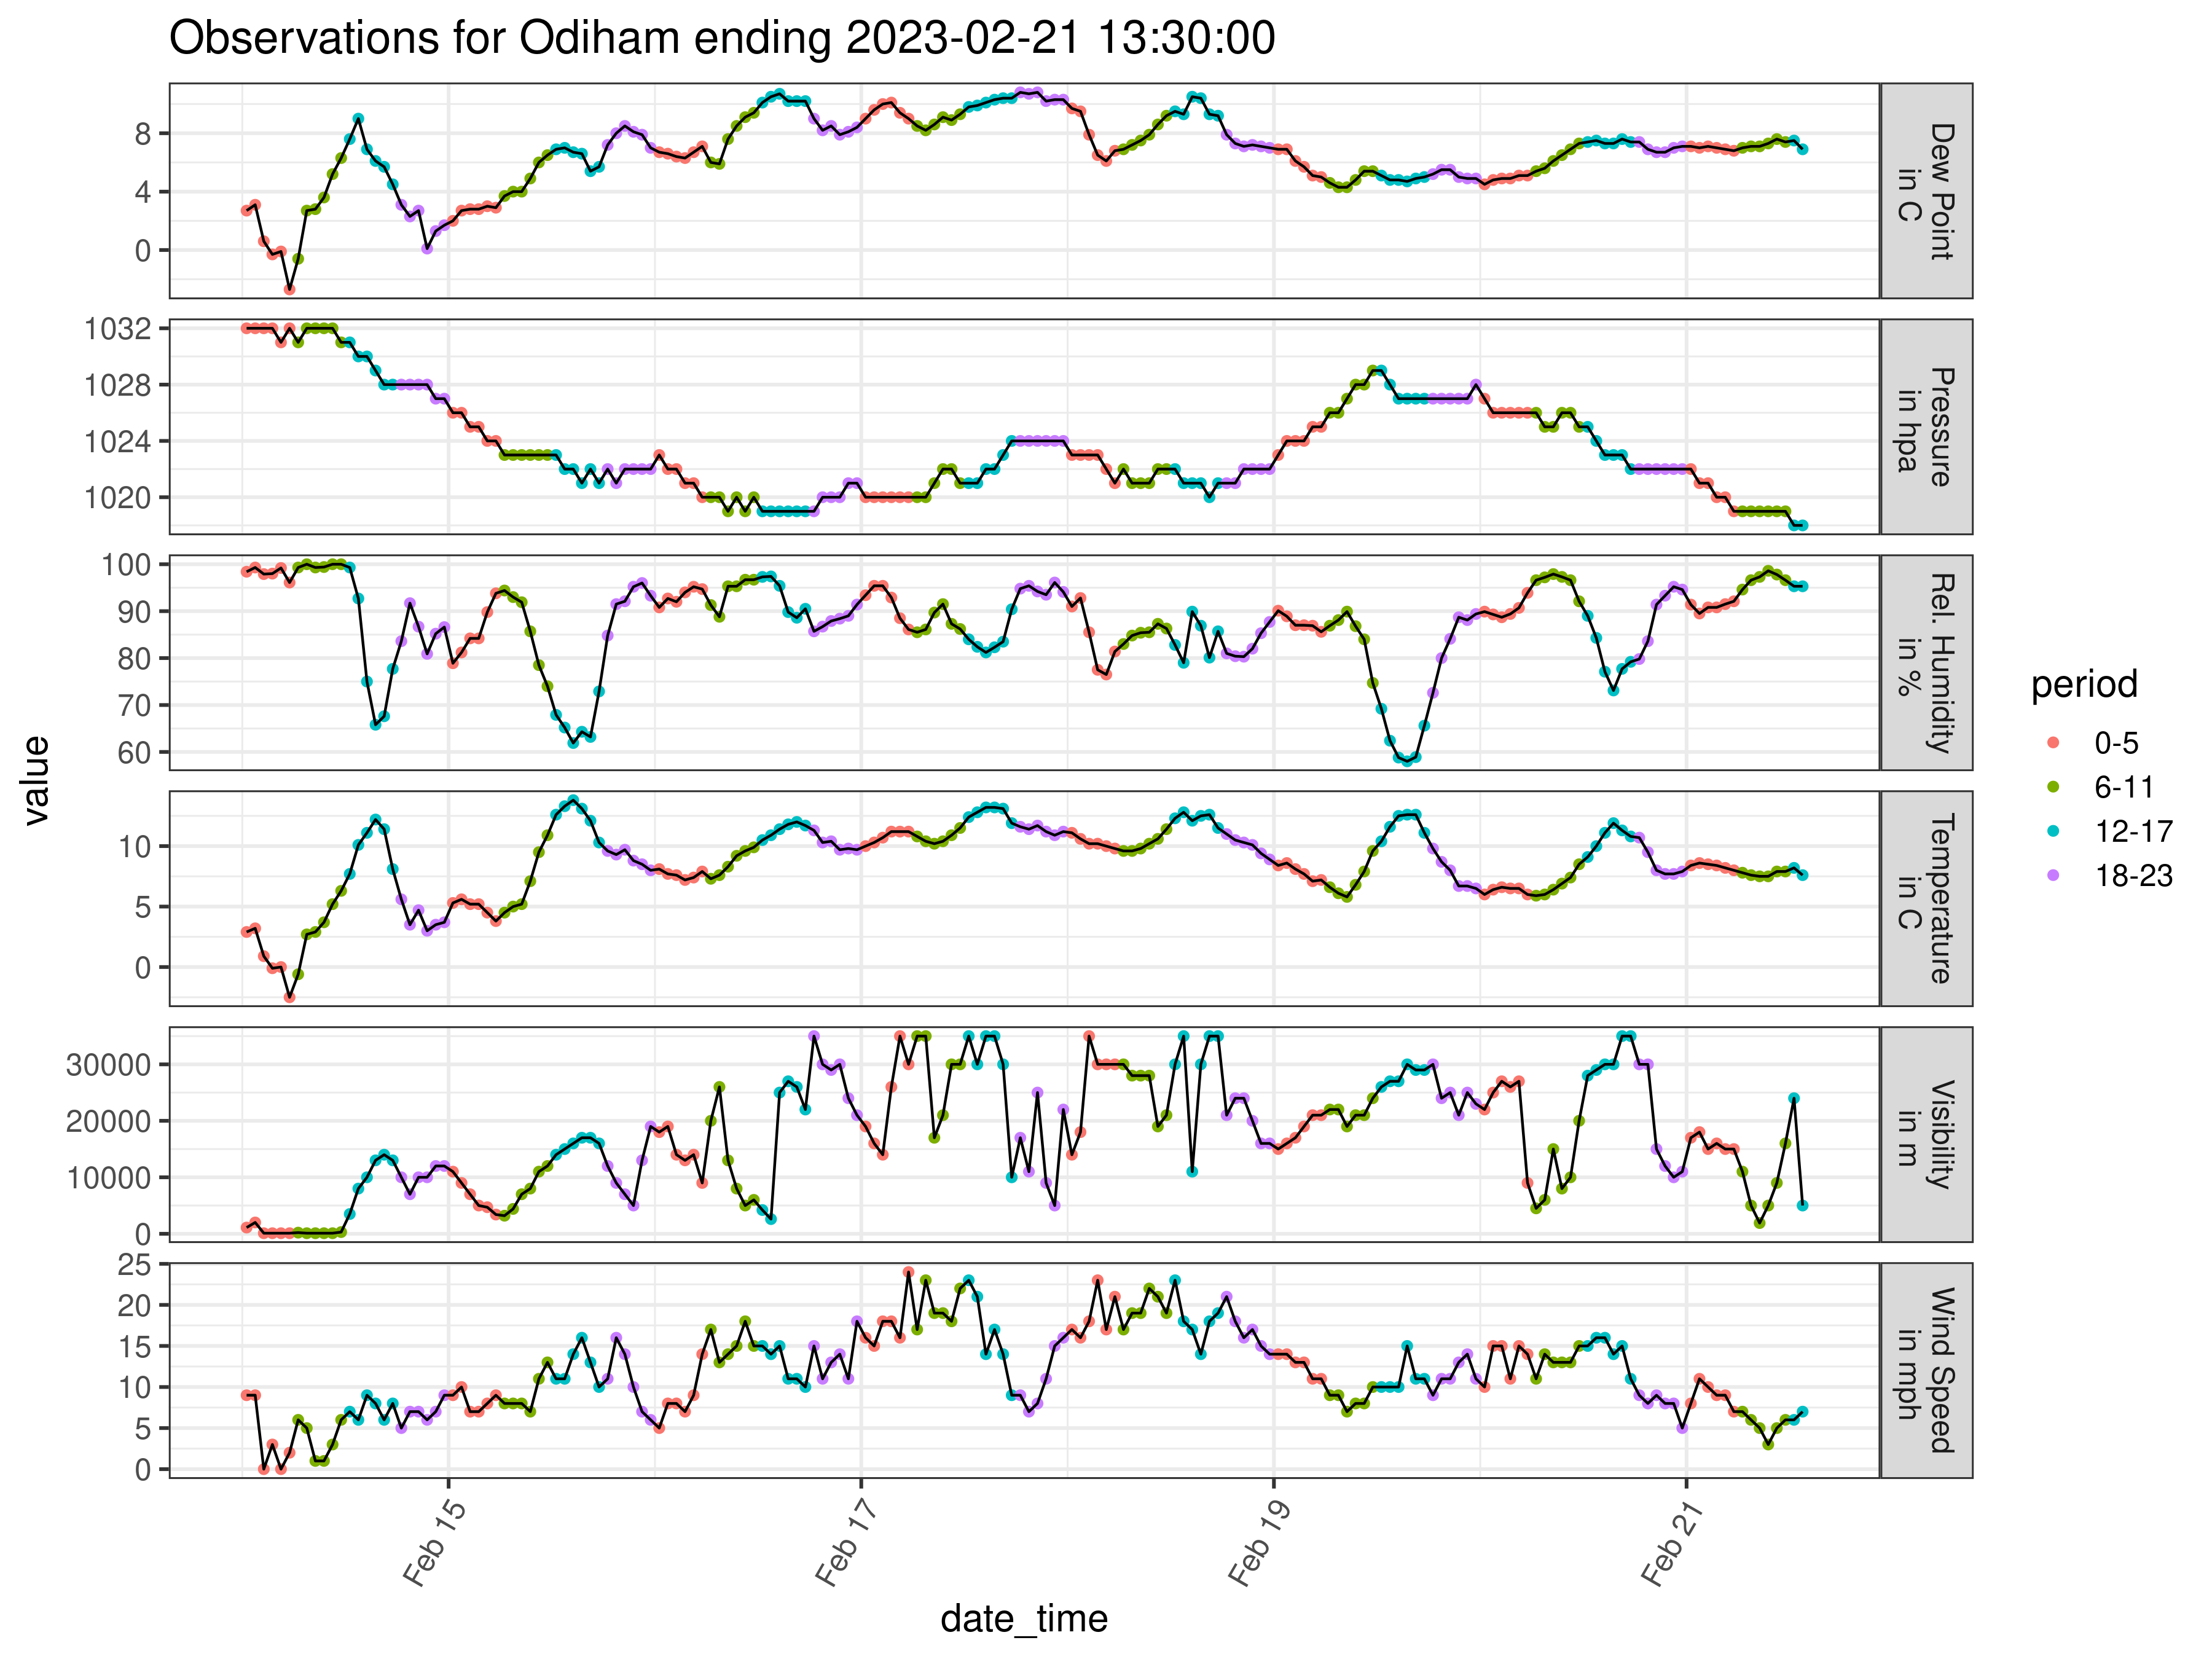 Observations for Odiham ending 2023-02-21 13:30:00
value
8
4
0
Dew Point
in C
1032
1028
1024
1020
Pressure
in hpa
100
90
80
70
60
Rel. Humidity
in %
10
5
0
Temperature
in C
30000
20000
10000
0
Visibility
in m
25
20
15
10
5
0
Wind Speed
in mph
Feb 15
Feb 17
Feb 19
Feb 21
date_time
period
0-5
6-11
12-17
18-23